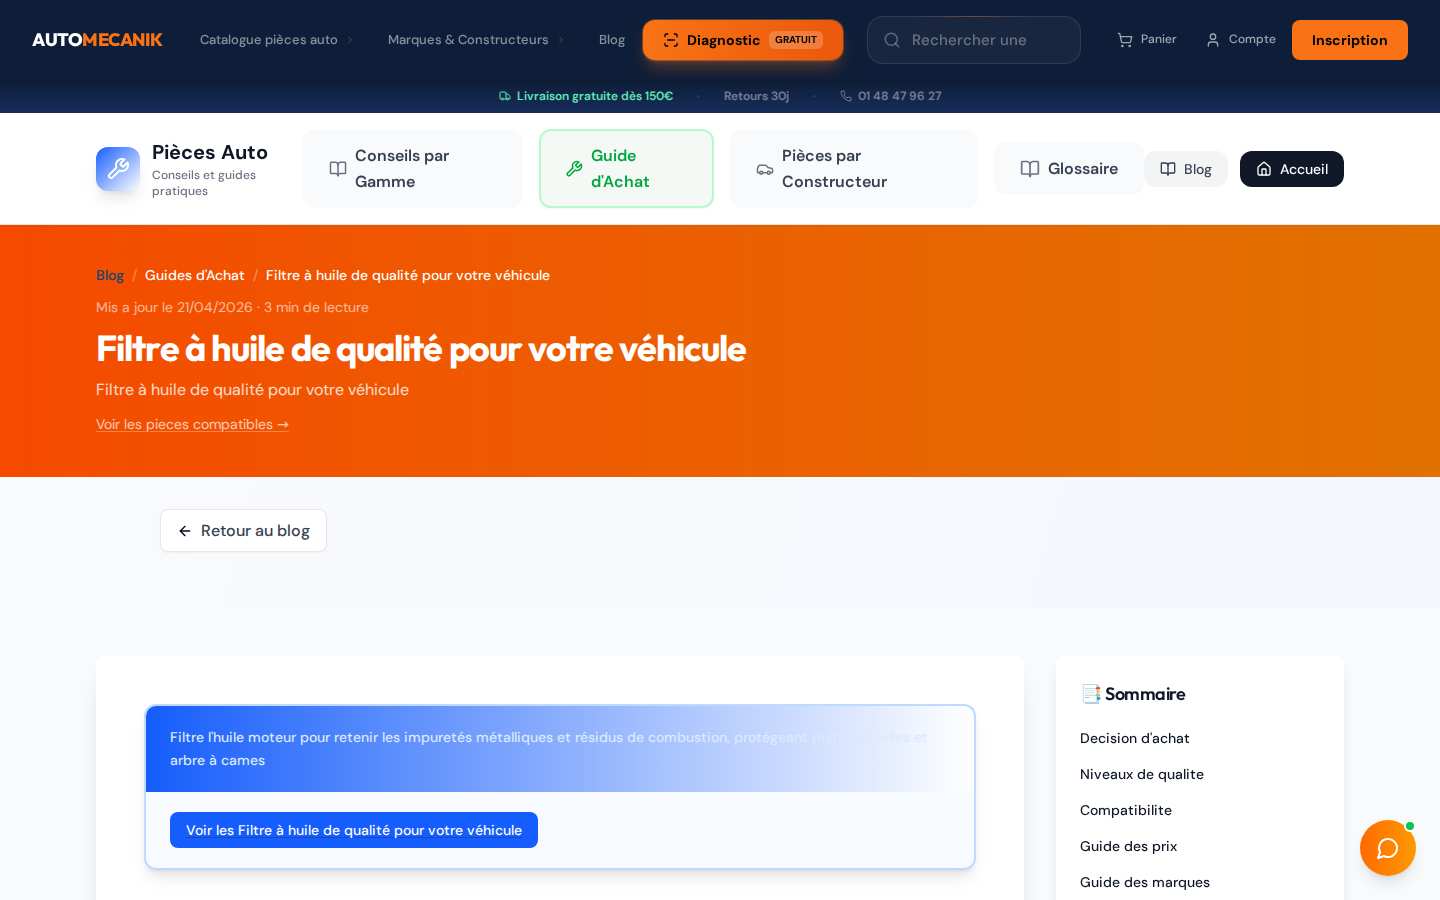 AUTOMECANIK
Catalogue pièces auto
Marques & Constructeurs
Blog
Diagnostic GRATUIT
Rechercher une
Panier
Compte
Inscription
Livraison gratuite dès 150€ · Retours 30j · 01 48 47 96 27
Pièces Auto
Conseils et guides
pratiques
Conseils par
Gamme
Guide
d'Achat
Pièces par
Constructeur
Glossaire
Blog
Accueil
Blog / Guides d'Achat / Filtre à huile de qualité pour votre véhicule
Mis a jour le 21/04/2026 · 3 min de lecture
Filtre à huile de qualité pour votre véhicule
Filtre à huile de qualité pour votre véhicule
Voir les pieces compatibles →
Retour au blog
Filtre l'huile moteur pour retenir les impuretés métalliques et résidus de combustion, protégeant et
arbre à cames
Voir les Filtre à huile de qualité pour votre véhicule
📑 Sommaire
Decision d'achat
Niveaux de qualite
Compatibilite
Guide des prix
Guide des marques